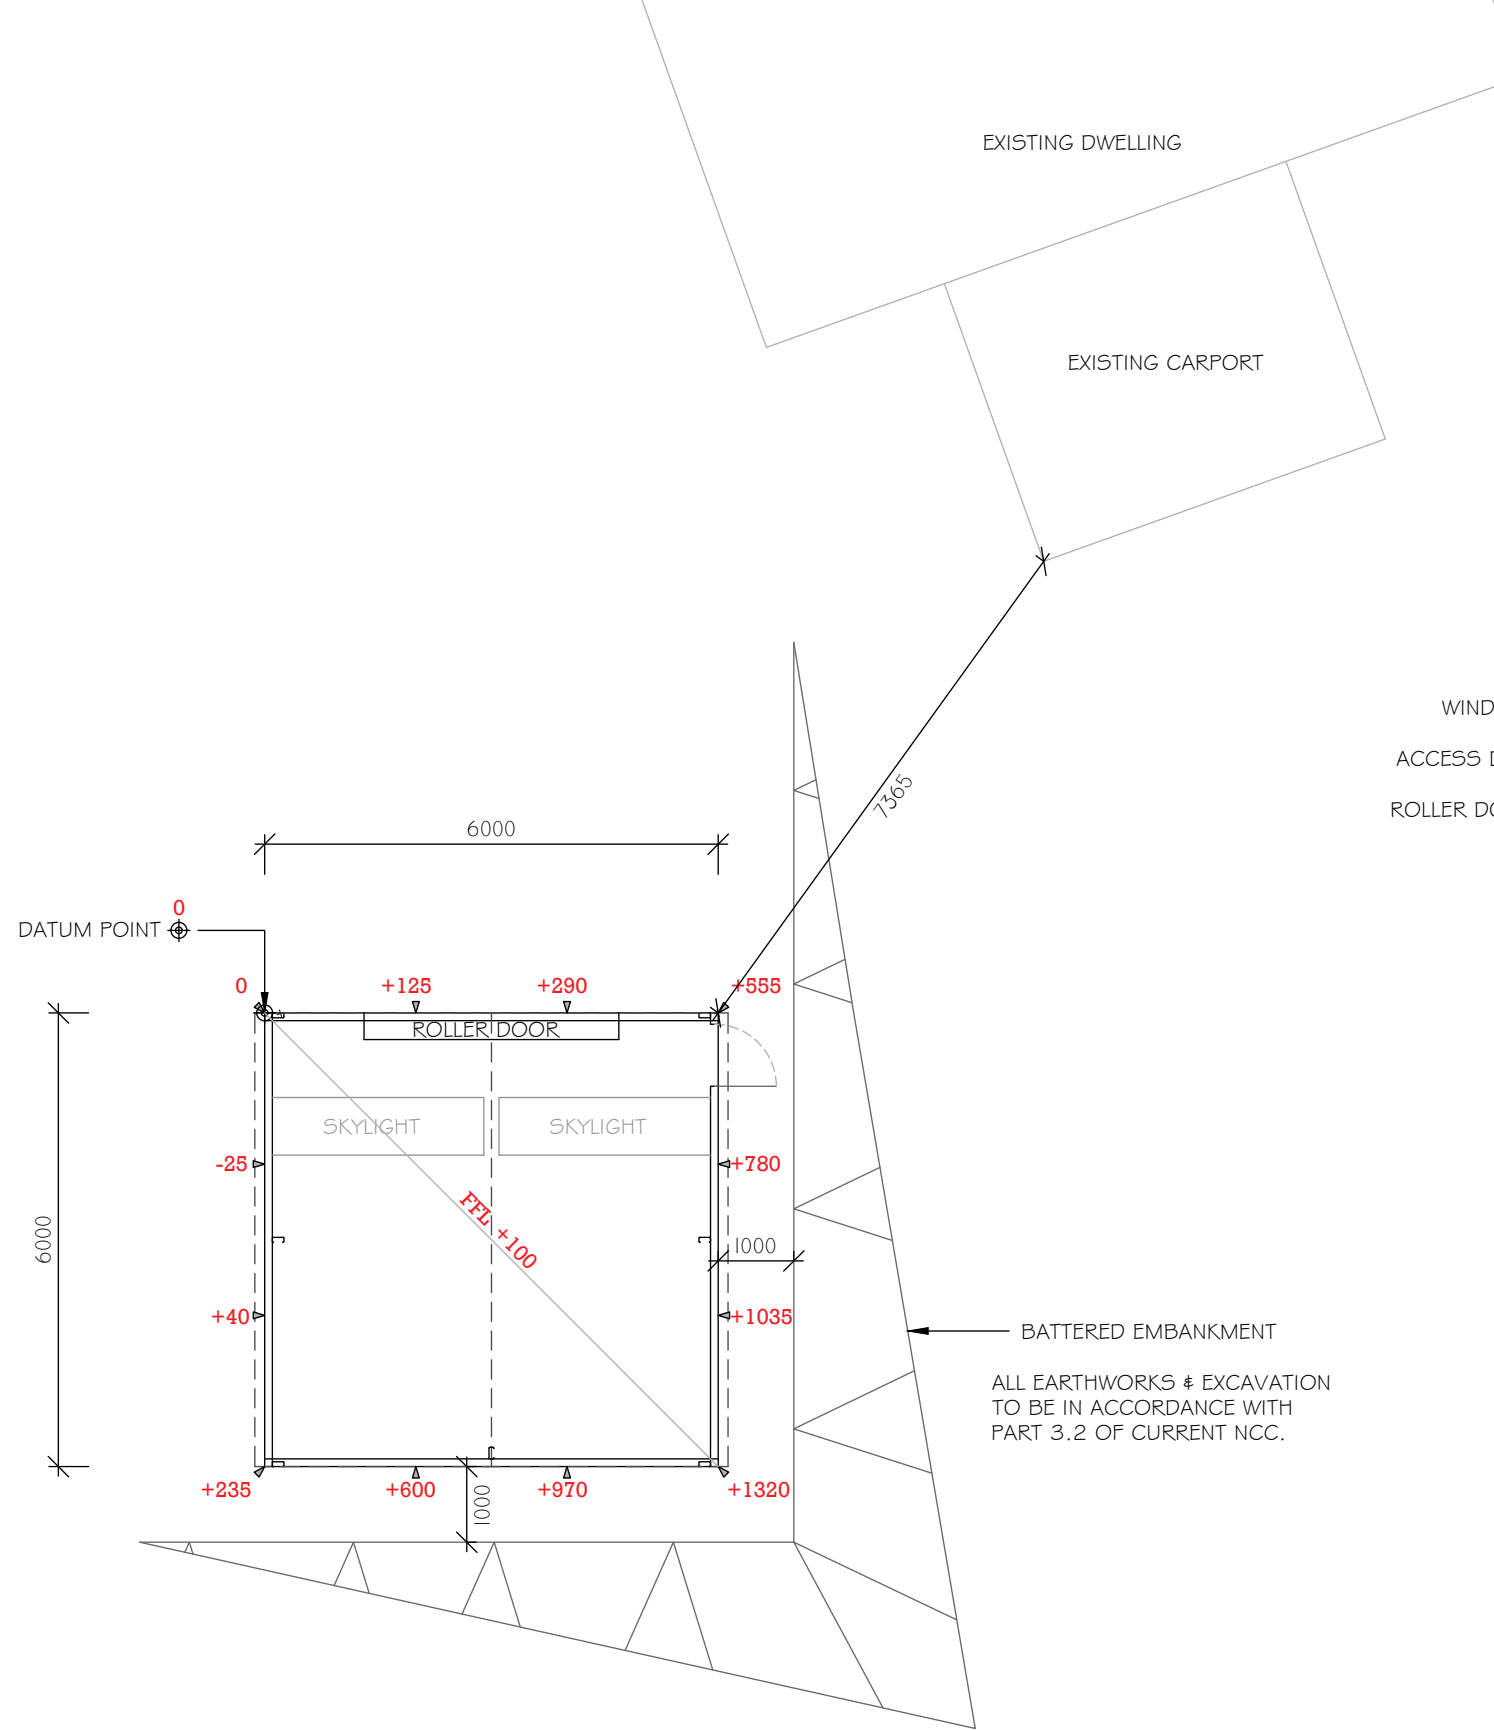 EXISTING DWELLING
EXISTING CARPORT
WIND
ACCESS D
7365
ROLLER DO
6000
0
DATUM POINT
0
+125
+290
+555
ROLLER DOOR
SKYLIGHT
SKYLIGHT
-25
+780
FFL +100
6000
1000
+40
+1035
BATTERED EMBANKMENT
ALL EARTHWORKS & EXCAVATION
TO BE IN ACCORDANCE WITH
PART 3.2 OF CURRENT NCC.
+235
+600
+970
+1320
1000